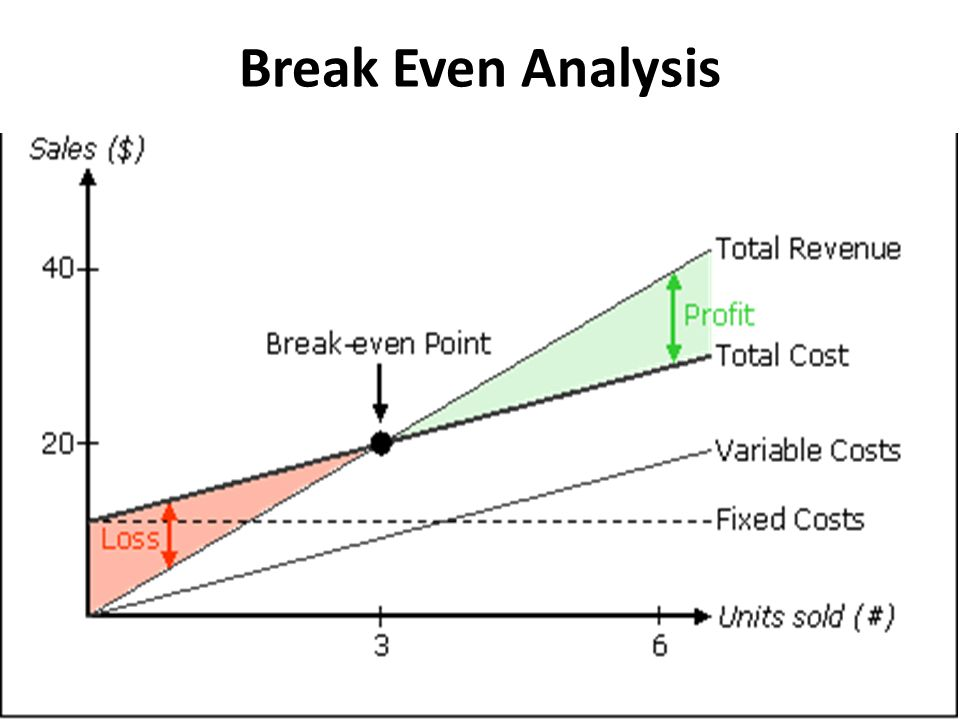 Break Even Analysis
Sales ($)
40
Total Revenue
Profit
Break-even Point
Total Cost
20
Variable Costs
Fixed Costs
Loss
Units sold (#)
3
6